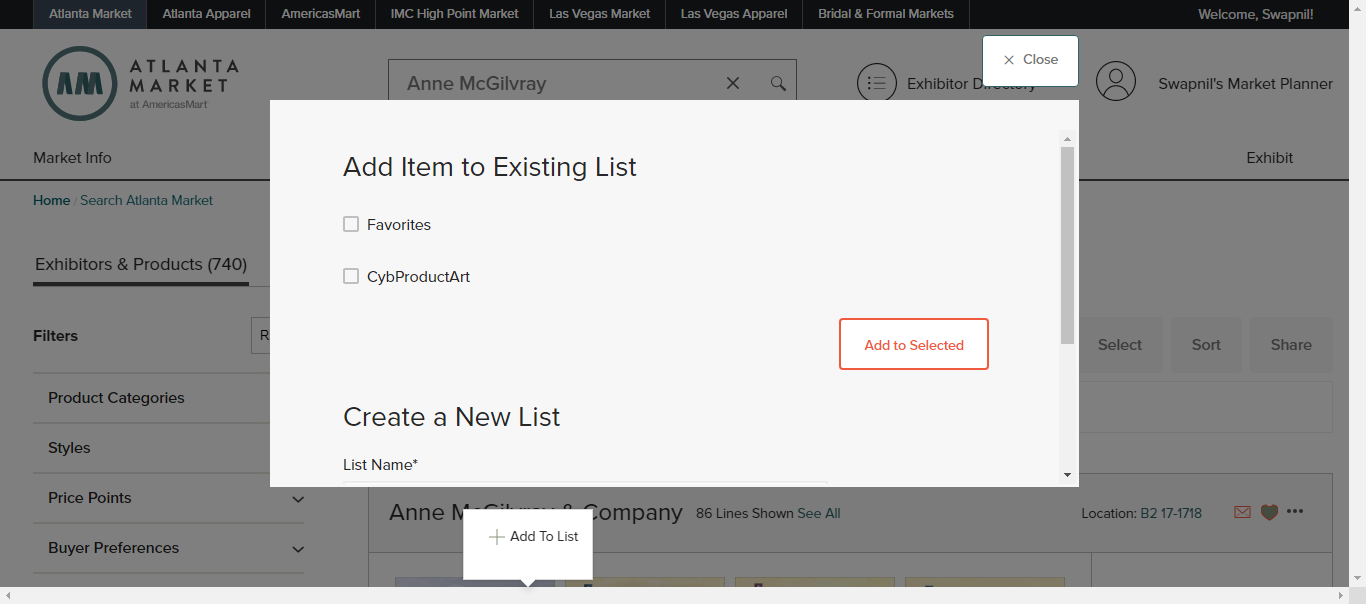 Atlanta Market Atlanta Apparel AmericasMart IMC High Point Market Las Vegas Market Las Vegas Apparel Bridal & Formal Markets Welcome, Swapnil!
Close
AM ATLANTA
MARKET
at AmericasMart
Anne McGilvray
Exhibitor Directory
Swapnil's Market Planner
Market Info
Exhibit
Home / Search Atlanta Market
Add Item to Existing List
Favorites
CybProductArt
Add to Selected
Create a New List
List Name*
Exhibitors & Products (740)
Filters
R
Select Sort Share
Product Categories
Styles
Price Points
Buyer Preferences
Anne McGilvray & Company 86 Lines Shown See All
Location: B2 17-1718
Add To List